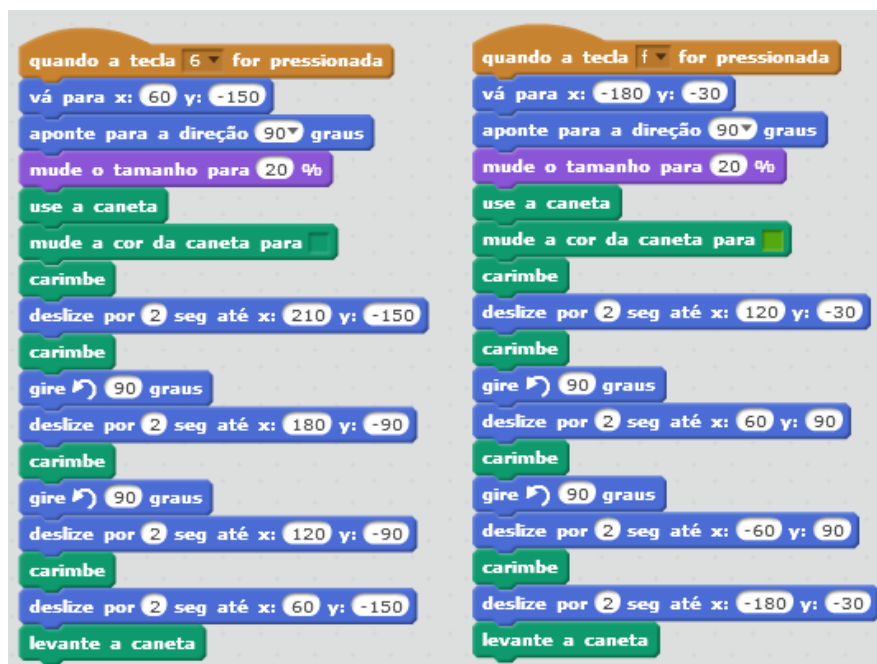 quando a tecla 6 for pressionada
vá para x: 60 y: -150
aponte para a direção 90 graus
mude o tamanho para 20 %
use a caneta
mude a cor da caneta para
carimbe
deslize por 2 seg até x: 210 y: -150
carimbe
gire 90 graus
deslize por 2 seg até x: 180 y: -90
carimbe
gire 90 graus
deslize por 2 seg até x: 120 y: -90
carimbe
deslize por 2 seg até x: 60 y: -150
levante a caneta
quando a tecla f for pressionada
vá para x: -180 y: -30
aponte para a direção 90 graus
mude o tamanho para 20 %
use a caneta
mude a cor da caneta para
carimbe
deslize por 2 seg até x: 120 y: -30
carimbe
gire 90 graus
deslize por 2 seg até x: 60 y: 90
carimbe
gire 90 graus
deslize por 2 seg até x: -60 y: 90
carimbe
deslize por 2 seg até x: -180 y: -30
levante a caneta